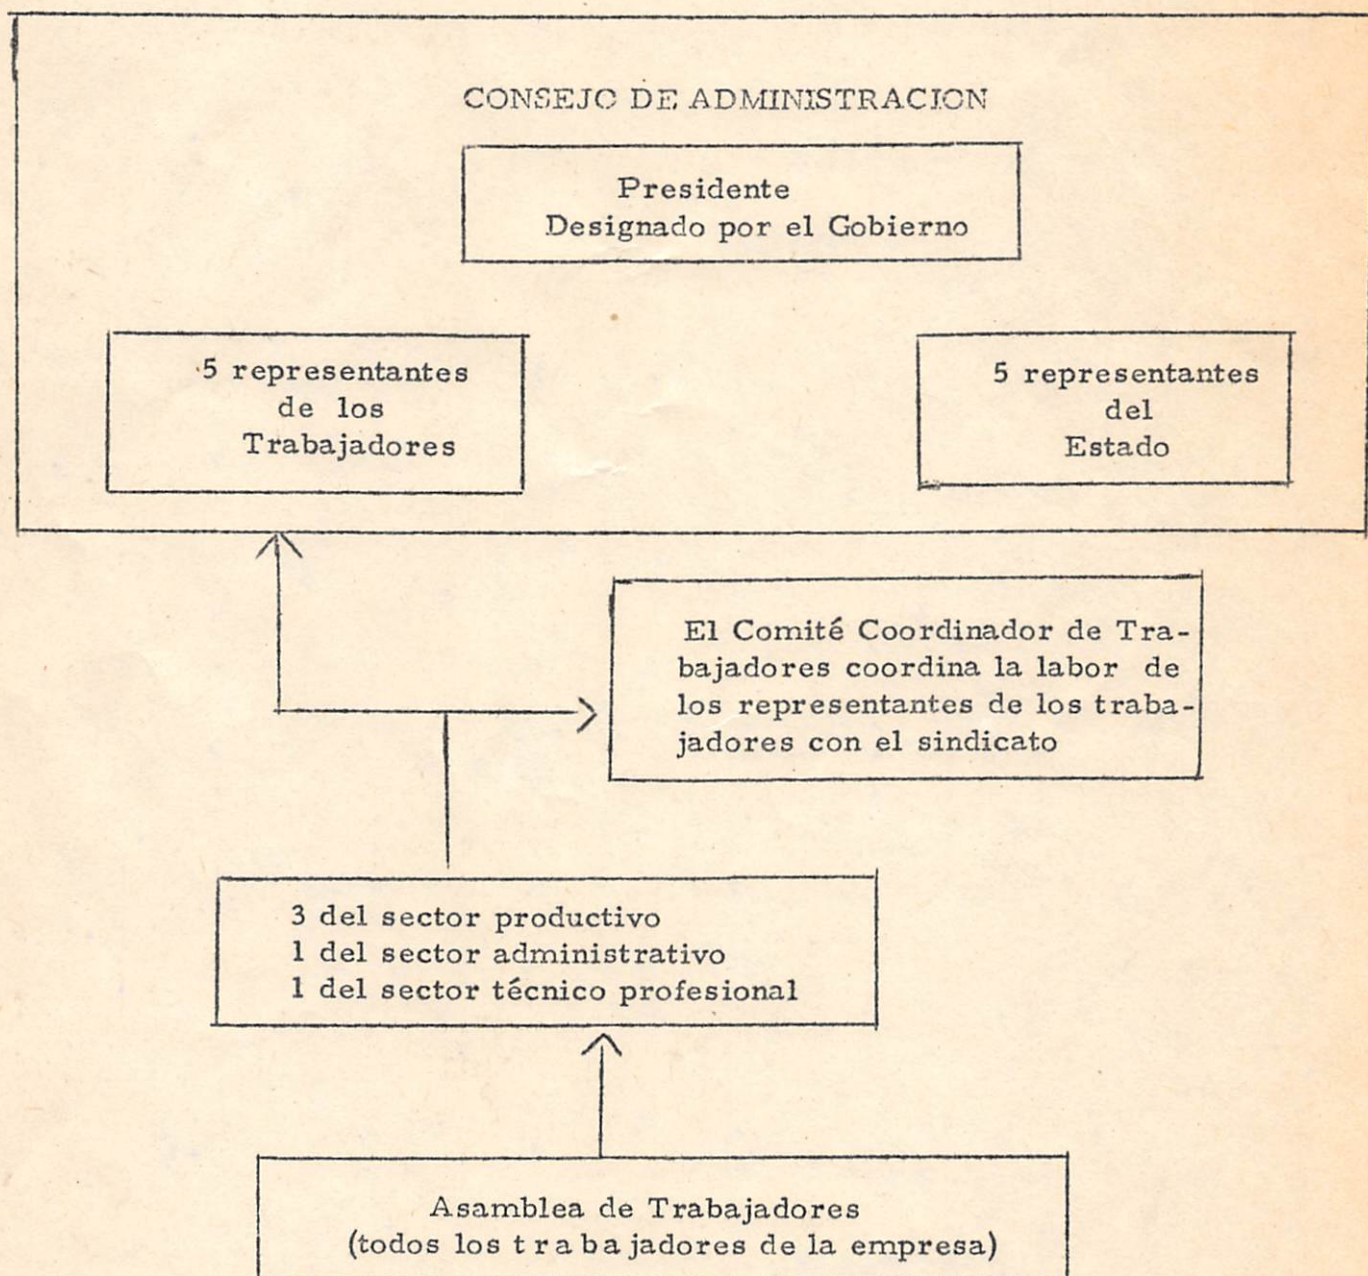 CONSEJO DE ADMINISTRACION
Presidente
Designado por el Gobierno
5 representantes
de los
Trabajadores
5 representantes
del
Estado
El Comité Coordinador de Tra-
bajadores coordina la labor de
los representantes de los traba-
jadores con el sindicato
3 del sector productivo
1 del sector administrativo
1 del sector técnico profesional
Asamblea de Trabajadores
(todos los trabajadores de la empresa)